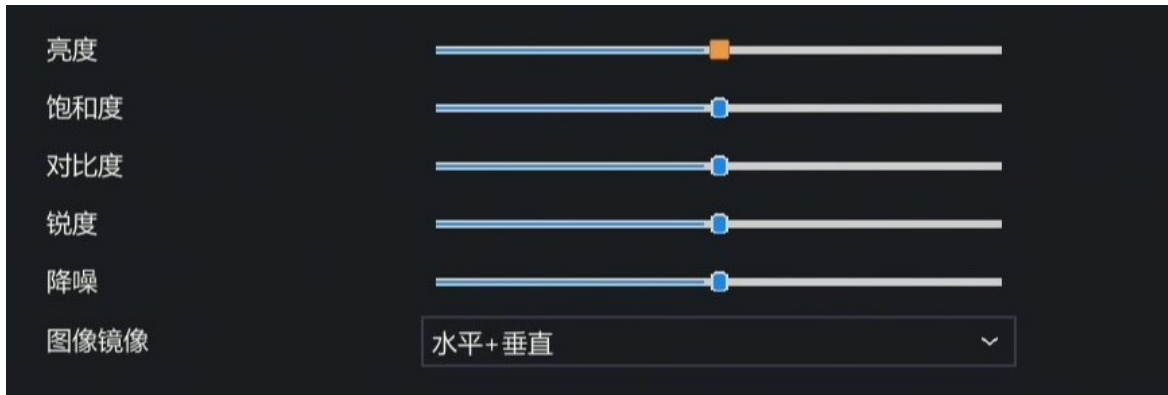 亮度
饱和度
对比度
锐度
降噪
图像镜像 水平+垂直